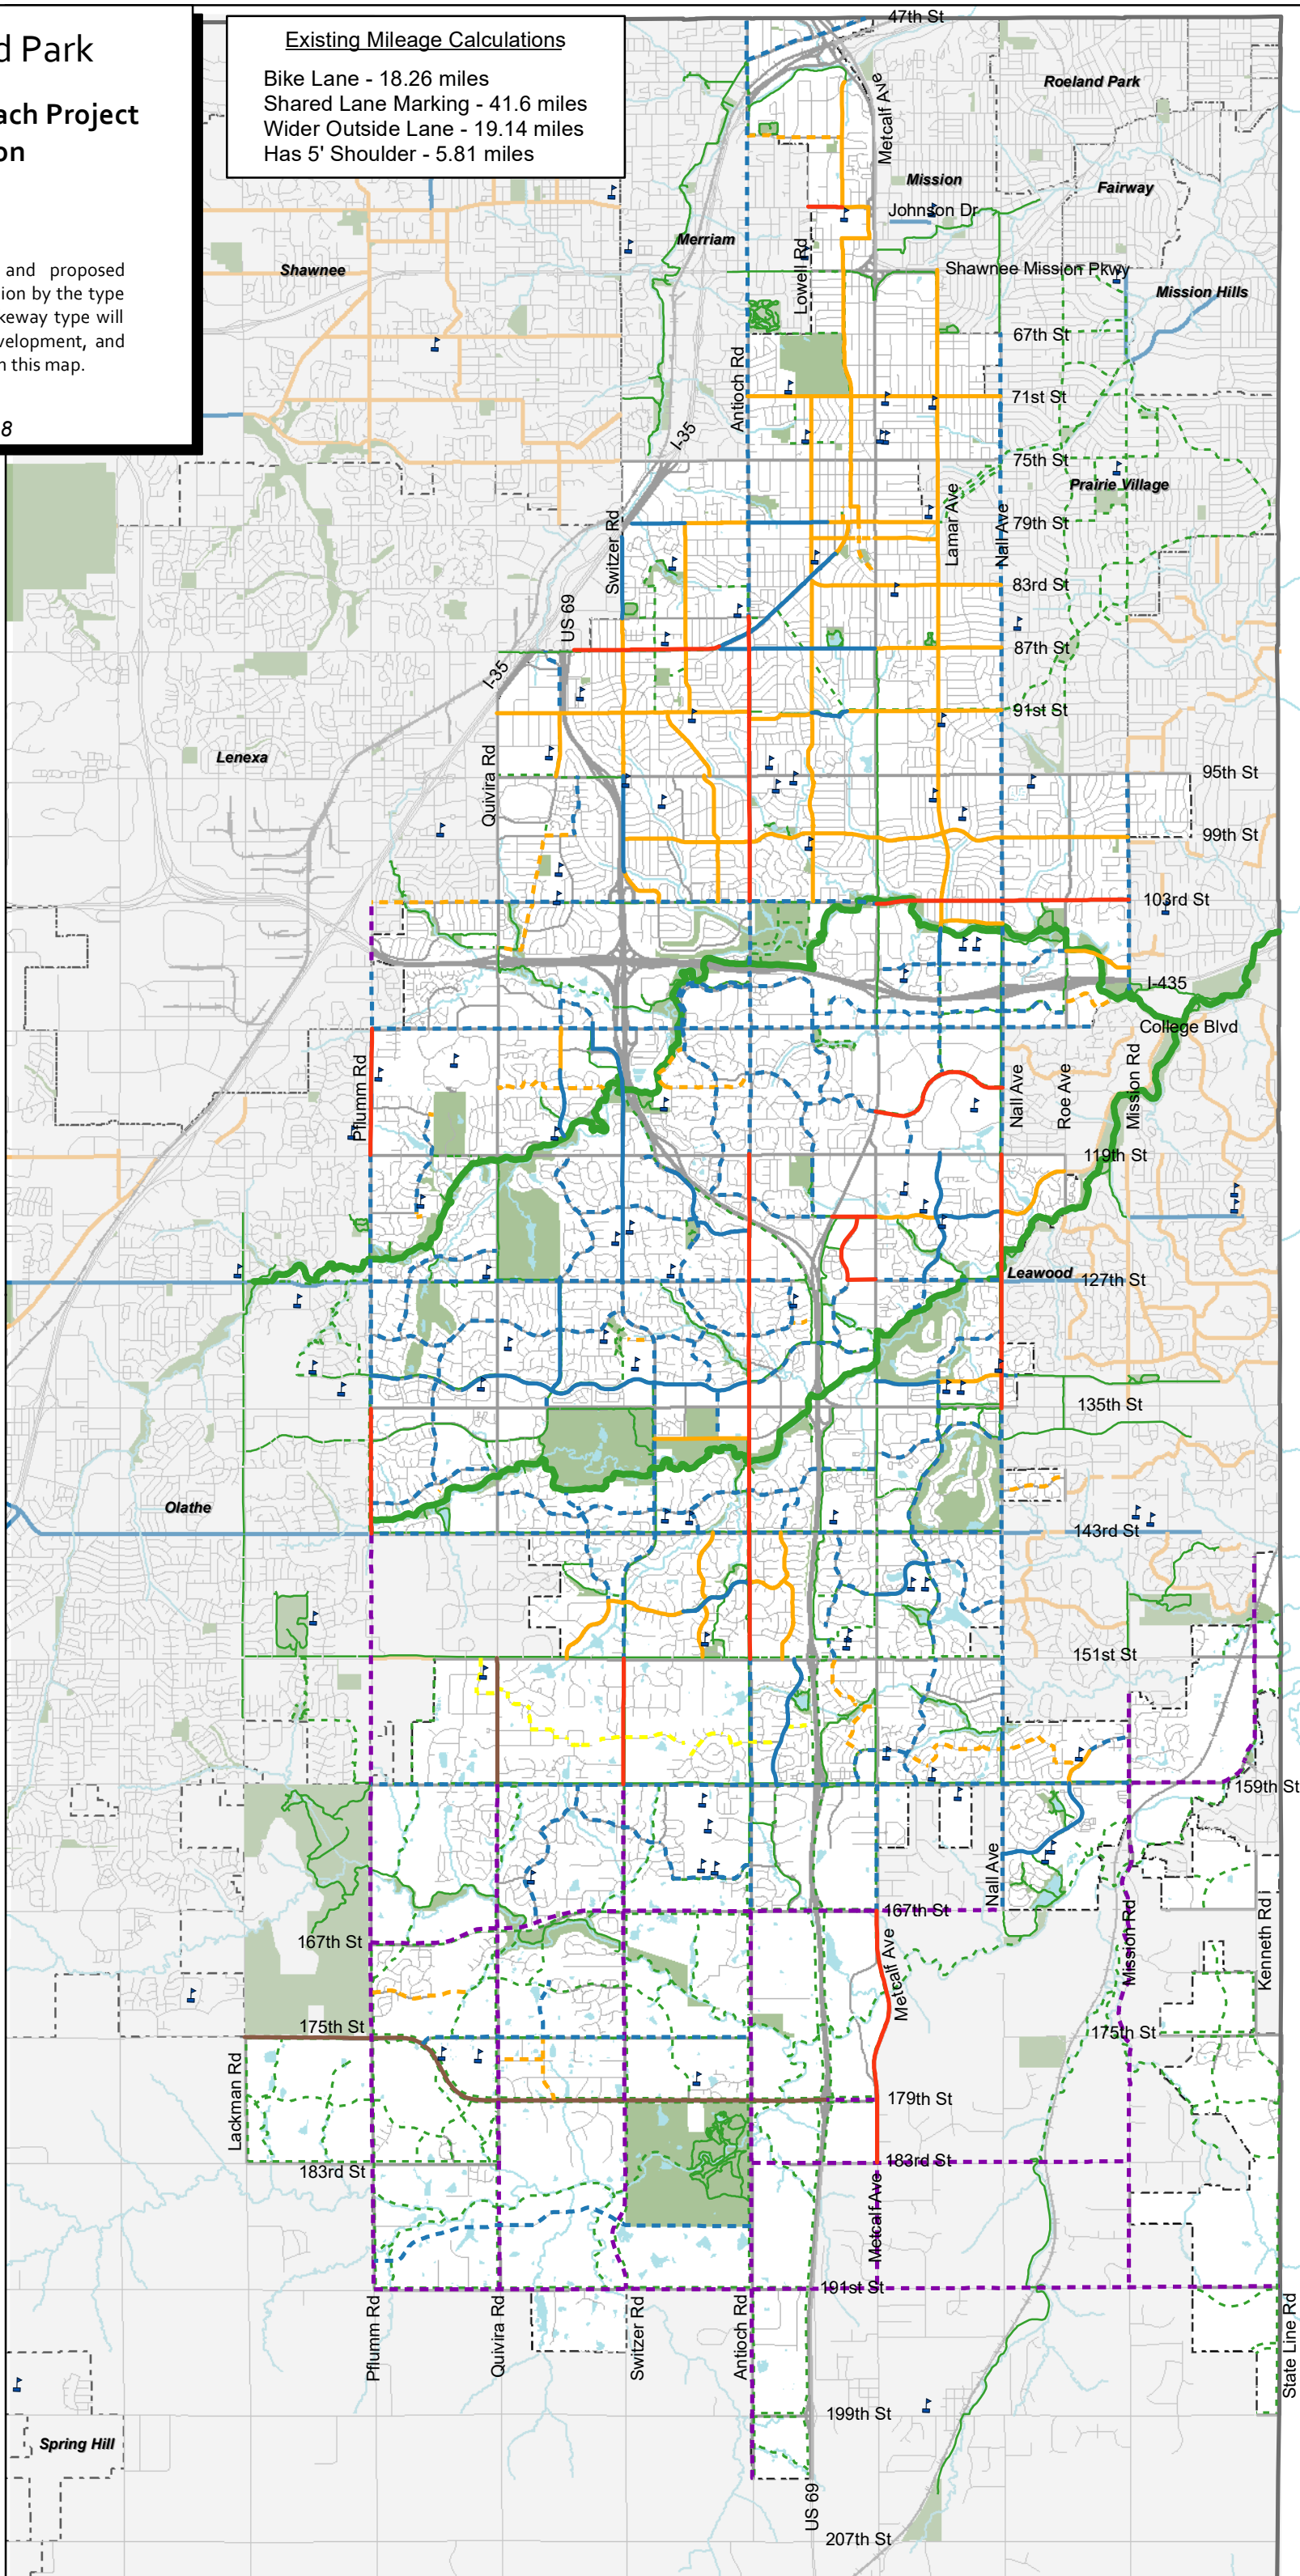 d Park
ach Project
on
and proposed
ion by the type
keway type will
velopment, and
n this map.
8
Existing Mileage Calculations
Bike Lane - 18.26 miles
Shared Lane Marking - 41.6 miles
Wider Outside Lane - 19.14 miles
Has 5' Shoulder - 5.81 miles
47th St
Roeland Park
Metcalf Ave
Mission
Fairway
Johnson Dr
Merriam
Lowell Rd
Shawnee
Shawnee Mission Pkwy
Mission Hills
67th St
Antioch Rd
71st St
I-35
75th St
Prairie Village
Switzer Rd
Lamar Ave
Nall Ave
79th St
83rd St
US 69
87th St
I-35
91st St
Lenexa
Quivira Rd
95th St
99th St
103rd St
I-435
College Blvd
Pflumm Rd
Nall Ave
Roe Ave
Mission Rd
119th St
Leawood
127th St
135th St
Olathe
143rd St
151st St
159th St
Nall Ave
167th St
167th St
Metcalf Ave
Mission Rd
Kenneth Rd
175th St
175th St
Lackman Rd
179th St
183rd St
183rd St
Metcalf Ave
191st St
Pflumm Rd
Quivira Rd
Switzer Rd
Antioch Rd
State Line Rd
199th St
Spring Hill
US 69
207th St